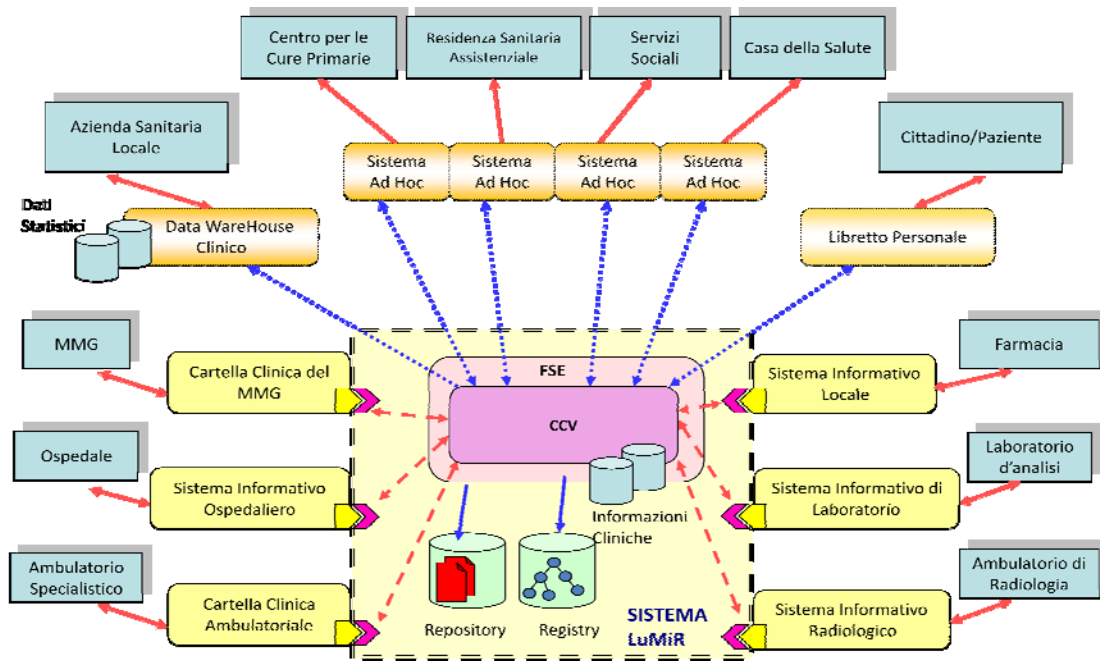 Centro per le
Cure Primarie
Residenza Sanitaria
Assistenziale
Servizi
Sociali
Casa della Salute
Azienda Sanitaria
Locale
Cittadino/Paziente
Sistema
Ad Hoc
Sistema
Ad Hoc
Sistema
Ad Hoc
Sistema
Ad Hoc
Dati
Statistici
Data WareHouse
Clinico
Libretto Personale
MMG
Farmacia
Cartella Clinica del
MMG
FSE
CCV
Sistema Informativo
Locale
Ospedale
Laboratorio
d'analisi
Sistema Informativo
Ospedaliero
Sistema Informativo di
Laboratorio
Informazioni
Cliniche
Ambulatorio
Specialistico
Ambulatorio di
Radiologia
Cartella Clinica
Ambulatoriale
Repository
Registry
SISTEMA
LuMiR
Sistema Informativo
Radiologico